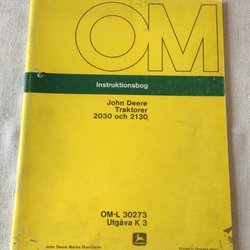 OM
Instruktionsbog
John Deere
Traktorer
2030 och 2130
OM-L 30273
Utgåva K 3
John Deere Werke Mannheim